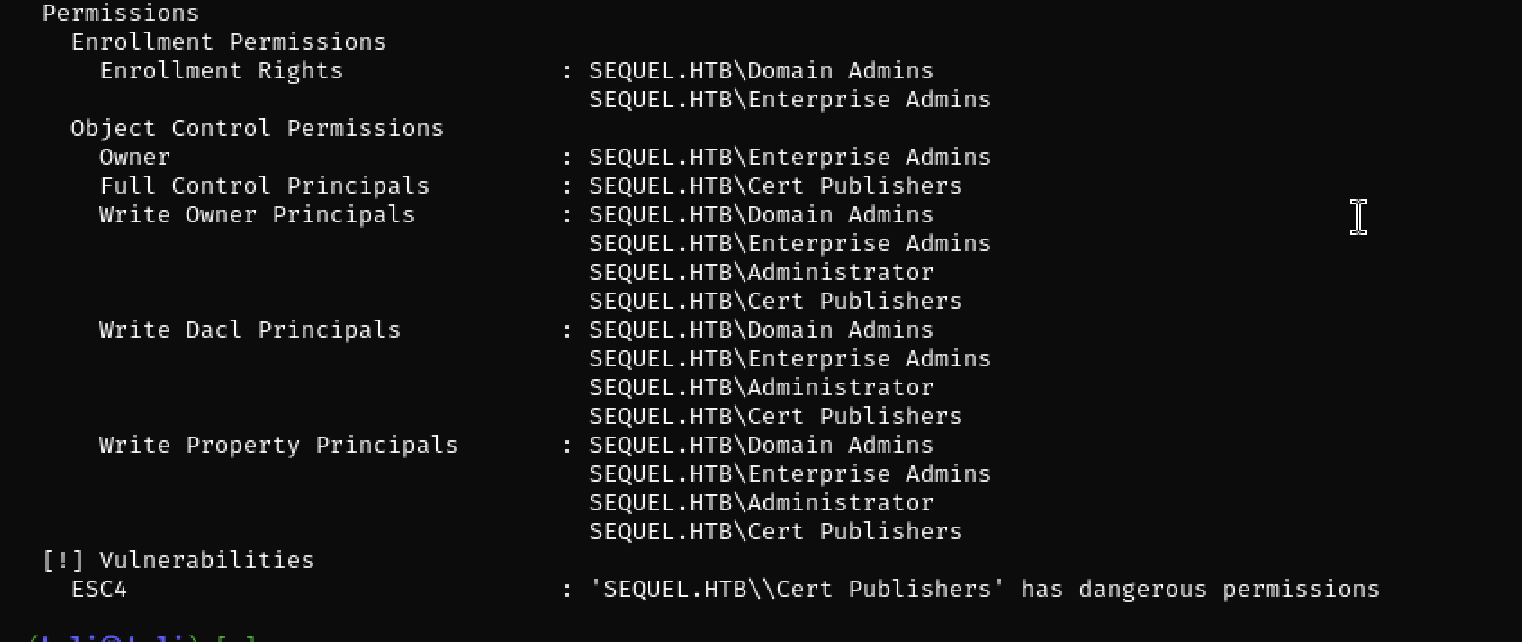 Permissions
Enrollment Permissions
Enrollment Rights : SEQUEL.HTB\Domain Admins
SEQUEL.HTB\Enterprise Admins
Object Control Permissions
Owner : SEQUEL.HTB\Enterprise Admins
Full Control Principals : SEQUEL.HTB\Cert Publishers
Write Owner Principals : SEQUEL.HTB\Domain Admins
SEQUEL.HTB\Enterprise Admins
SEQUEL.HTB\Administrator
SEQUEL.HTB\Cert Publishers
Write Dacl Principals : SEQUEL.HTB\Domain Admins
SEQUEL.HTB\Enterprise Admins
SEQUEL.HTB\Administrator
SEQUEL.HTB\Cert Publishers
Write Property Principals : SEQUEL.HTB\Domain Admins
SEQUEL.HTB\Enterprise Admins
SEQUEL.HTB\Administrator
SEQUEL.HTB\Cert Publishers
[!] Vulnerabilities
ESC4 : 'SEQUEL.HTB\\Cert Publishers' has dangerous permissions